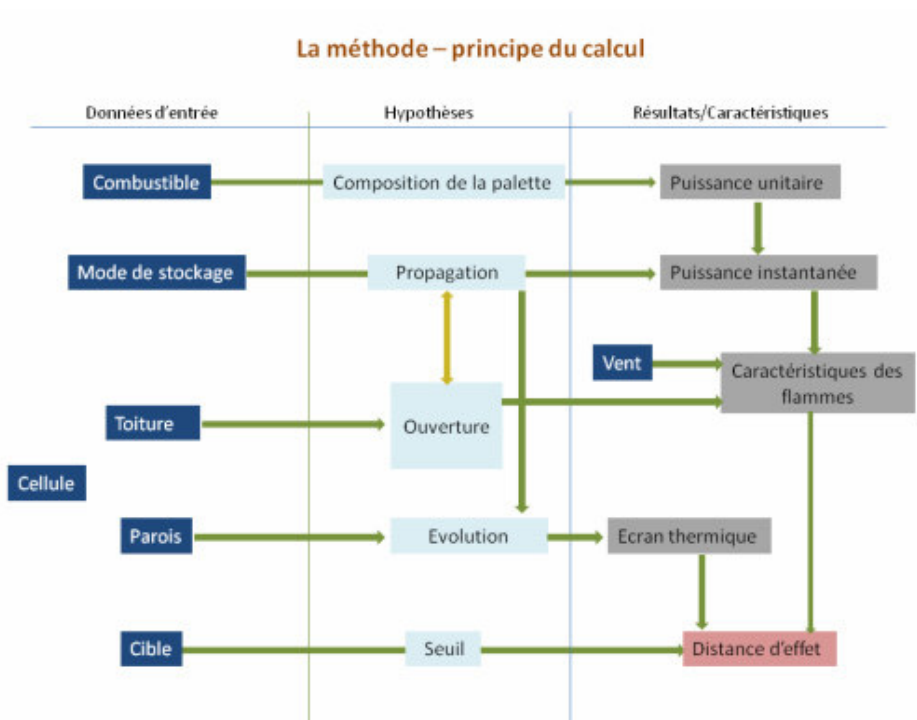 La méthode – principe du calcul
Données d'entrée
Hypothèses
Résultats/Caractéristiques
Combustible
Composition de la palette
Puissance unitaire
Mode de stockage
Propagation
Puissance instantanée
Vent
Caractéristiques des
flammes
Toiture
Ouverture
Cellule
Parois
Evolution
Ecran thermique
Cible
Seuil
Distance d'effet